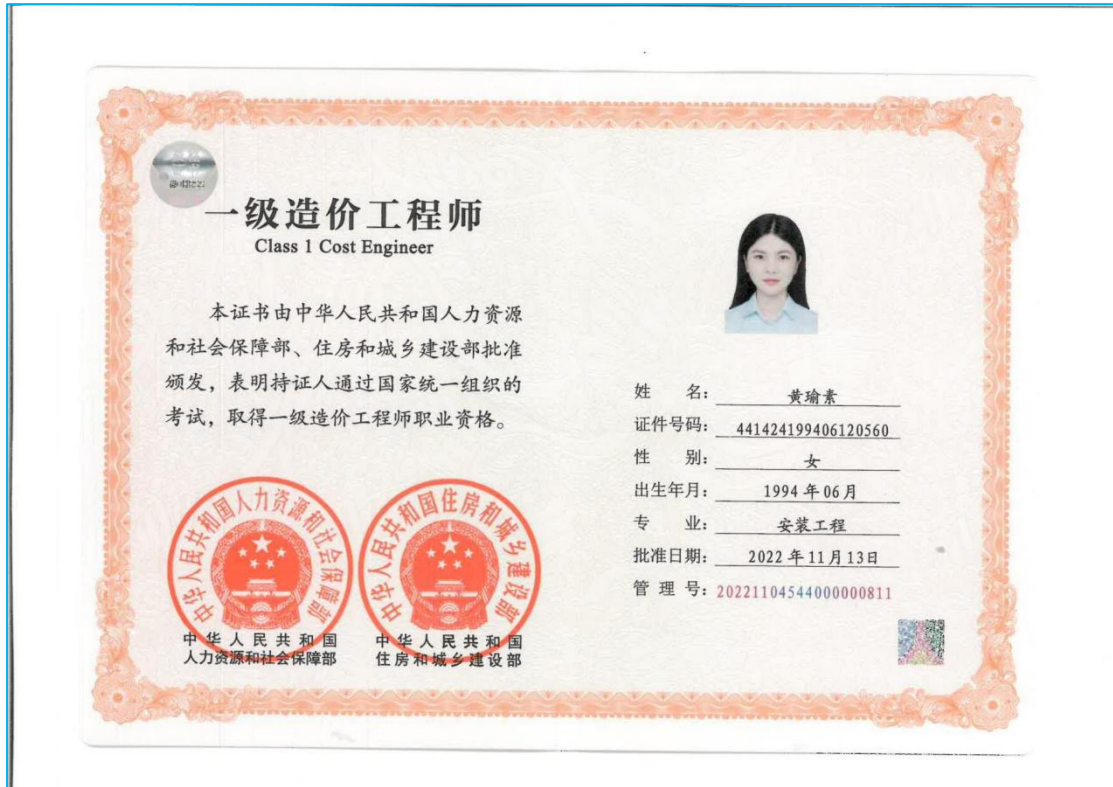 一级造价工程师
Class 1 Cost Engineer
本证书由中华人民共和国人力资源
和社会保障部、住房和城乡建设部批准
颁发，表明持证人通过国家统一组织的
考试，取得一级造价工程师职业资格。
中华人民共和国人力资源和社会保障部
中华人民共和国
人力资源和社会保障部
中华人民共和国住房和城乡建设部
中华人民共和国
住房和城乡建设部
姓 名： 黄瑜素
证件号码： 441424199406120560
性 别： 女
出生年月： 1994年06月
专 业： 安装工程
批准日期： 2022年11月13日
管 理 号： 20221104544000000811